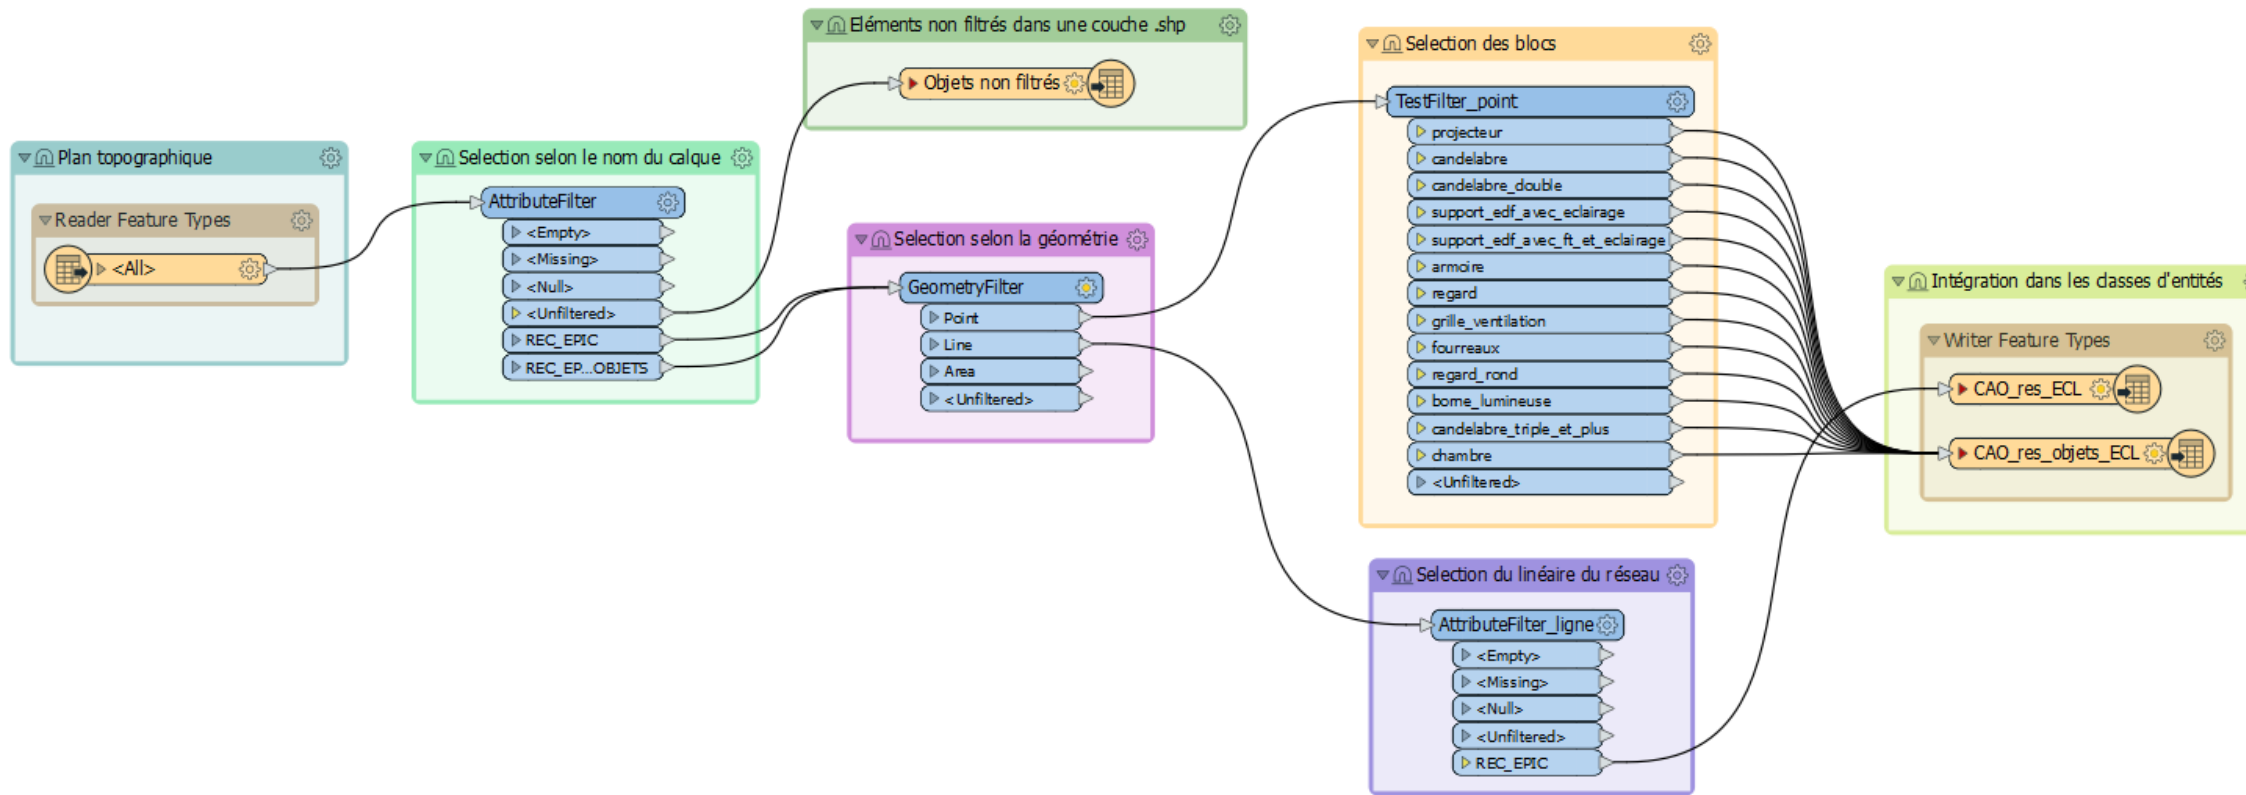 Plan topographique
Reader Feature Types
<All>
Selection selon le nom du calque
AttributeFilter
<Empty>
<Missing>
<Null>
<Unfiltered>
REC_EPIC
REC_EP...OBJETS
Eléments non filtrés dans une couche .shp
Objets non filtrés
Selection selon la géométrie
GeometryFilter
Point
Line
Area
<Unfiltered>
Selection des blocs
TestFilter_point
projecteur
candelabre
candelabre_double
support_edf_avec_eclairage
support_edf_avec_ft_et_eclairage
armoire
regard
grille_ventilation
fourreaux
regard_rond
borne_lumineuse
candelabre_triple_et_plus
chambre
<Unfiltered>
Selection du linéaire du réseau
AttributeFilter_ligne
<Empty>
<Missing>
<Null>
<Unfiltered>
REC_EPIC
Intégration dans les classes d'entités
Writer Feature Types
CAO_res_ECL
CAO_res_objets_ECL